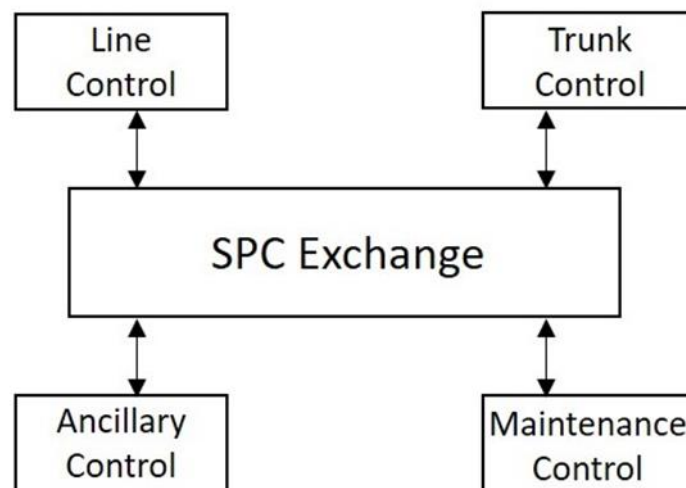 Line
Control
Trunk
Control
SPC Exchange
Ancillary
Control
Maintenance
Control